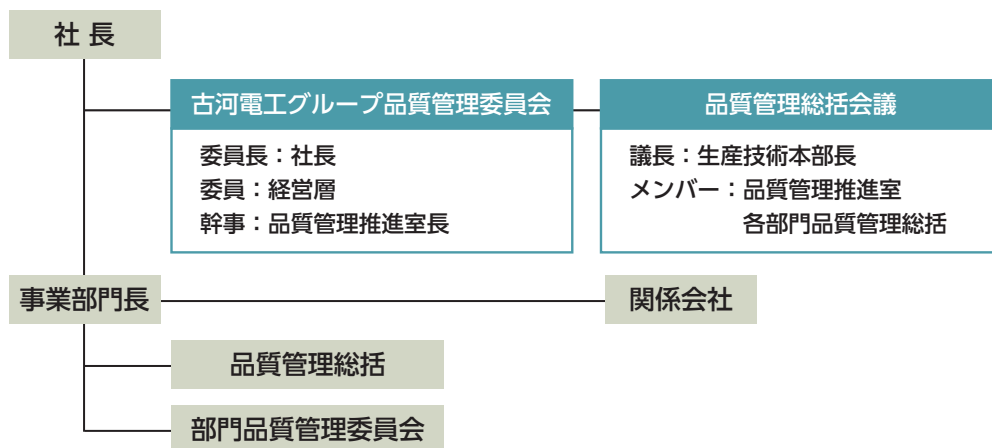 社 長
古河電工グループ品質管理委員会
委員長：社長
委員：経営層
幹事：品質管理推進室長
品質管理総括会議
議長：生産技術本部長
メンバー：品質管理推進室
各部門品質管理総括
事業部門長
関係会社
品質管理総括
部門品質管理委員会